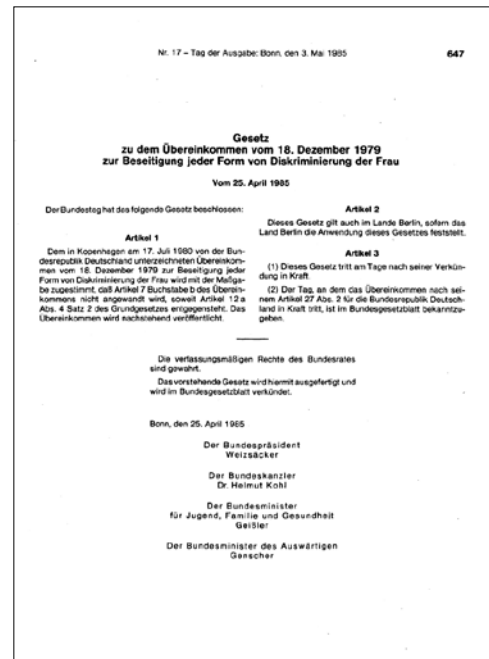 Nr. 17 – Tag der Ausgabe: Bonn, den 3. Mai 1985
647
Gesetz
zu dem Übereinkommen vom 18. Dezember 1979
zur Beseitigung jeder Form von Diskriminierung der Frau
Vom 25. April 1985
Der Bundestag hat das folgende Gesetz beschlossen:
Artikel 1
Dem in Kopenhagen am 17. Juli 1980 von der Bun-
desrepublik Deutschland unterzeichneten Übereinkom-
men vom 18. Dezember 1979 zur Beseitigung jeder
Form von Diskriminierung der Frau wird mit der Maßga-
be zugestimmt, daß Artikel 7 Buchstabe b des Überein-
kommens nicht angewandt wird, soweit Artikel 12 a
Abs. 4 Satz 2 des Grundgesetzes entgegensteht. Das
Übereinkommen wird nachstehend veröffentlicht.
Artikel 2
Dieses Gesetz gilt auch im Lande Berlin, sofern das
Land Berlin die Anwendung dieses Gesetzes feststellt.
Artikel 3
(1) Dieses Gesetz tritt am Tage nach seiner Verkün-
dung in Kraft.
(2) Der Tag, an dem das Übereinkommen nach sei-
nem Artikel 27 Abs. 2 für die Bundesrepublik Deutsch-
land in Kraft tritt, ist im Bundesgesetzblatt bekanntzu-
geben.
Die verfassungsmäßigen Rechte des Bundesrates
sind gewahrt.
Das vorstehende Gesetz wird hiermit ausgefertigt und
wird im Bundesgesetzblatt verkündet.
Bonn, den 25. April 1985
Der Bundespräsident
Weizsäcker
Der Bundeskanzler
Dr. Helmut Kohl
Der Bundesminister
für Jugend, Familie und Gesundheit
Geißler
Der Bundesminister des Auswärtigen
Genscher